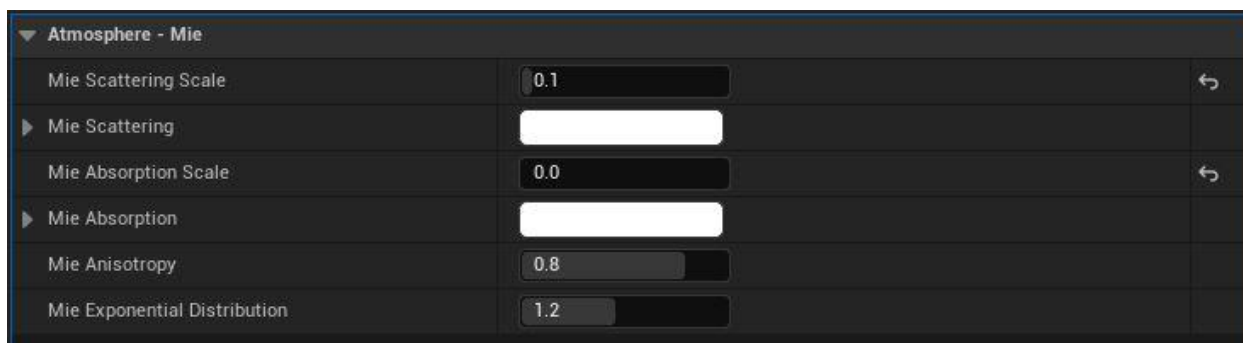 Atmosphere - Mie
Mie Scattering Scale 0.1
Mie Scattering
Mie Absorption Scale 0.0
Mie Absorption
Mie Anisotropy 0.8
Mie Exponential Distribution 1.2